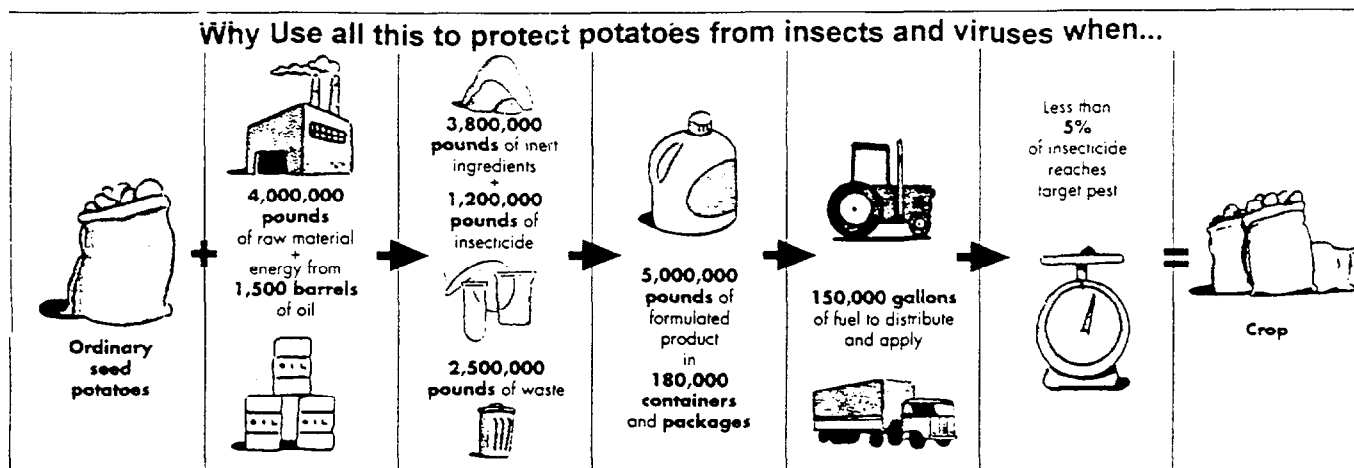 Why Use all this to protect potatoes from insects and viruses when...
Ordinary
seed
potatoes
+
4,000,000
pounds
of raw material
+
energy from
1,500 barrels
of oil
OIL
OIL
OIL
3,800,000
pounds of inert
ingredients
+
1,200,000
pounds of
insecticide
2,500,000
pounds of waste
5,000,000
pounds of
formulated
product
in
180,000
containers
and packages
150,000 gallons
of fuel to distribute
and apply
Less than
5%
of insecticide
reaches
target pest
=
Crop